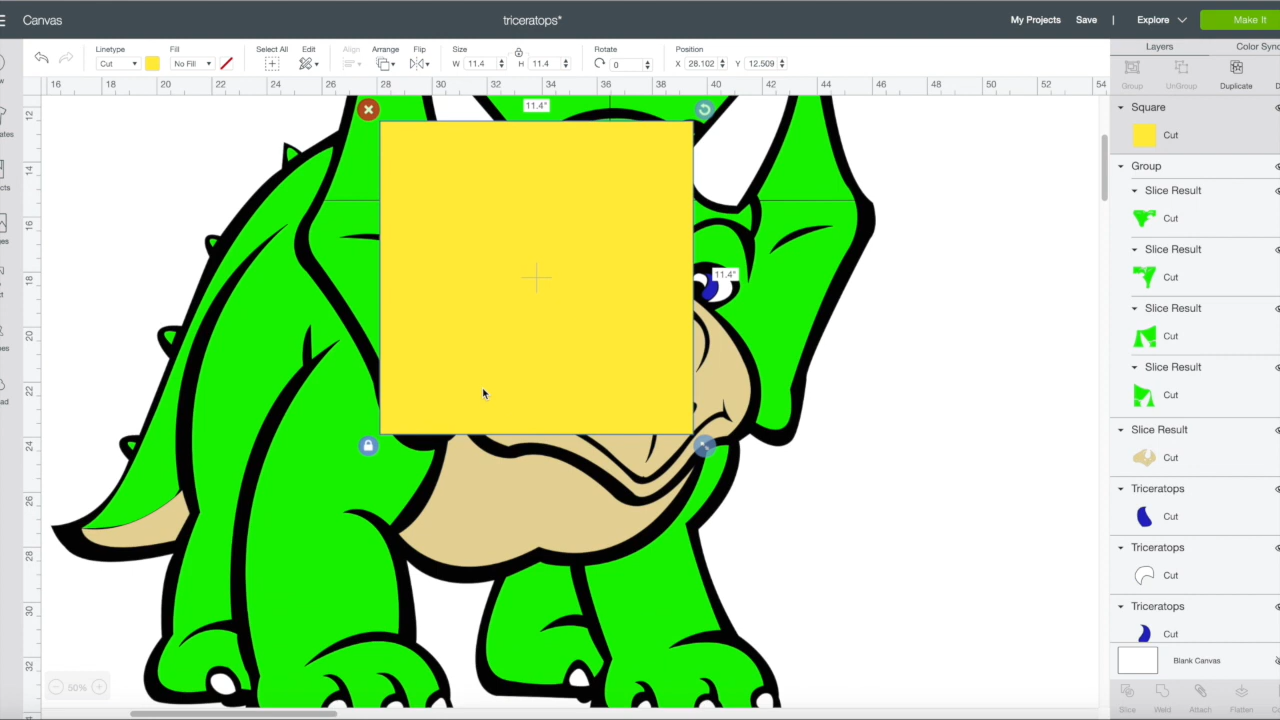 Canvas
triceratops*
My Projects Save | Explore Make It
Linetype Fill Select All Edit Align Arrange Flip Size Rotate Position
Cut No Fill W 11.4 H 11.4 0 X 28.102 Y 12.509
Layers Color Sync
Group UnGroup Duplicate
16 18 20 22 24 26 28 30 32 34 36 38 40 42 44 46 48 50 52 54
12
14
16
18
20
22
24
26
28
30
32
11.4"
11.4"
Square
Cut
Group
Slice Result
Cut
Slice Result
Cut
Slice Result
Cut
Slice Result
Cut
Slice Result
Cut
Triceratops
Cut
Triceratops
Cut
Triceratops
Cut
Blank Canvas
50%
Slice Weld Attach Flatten